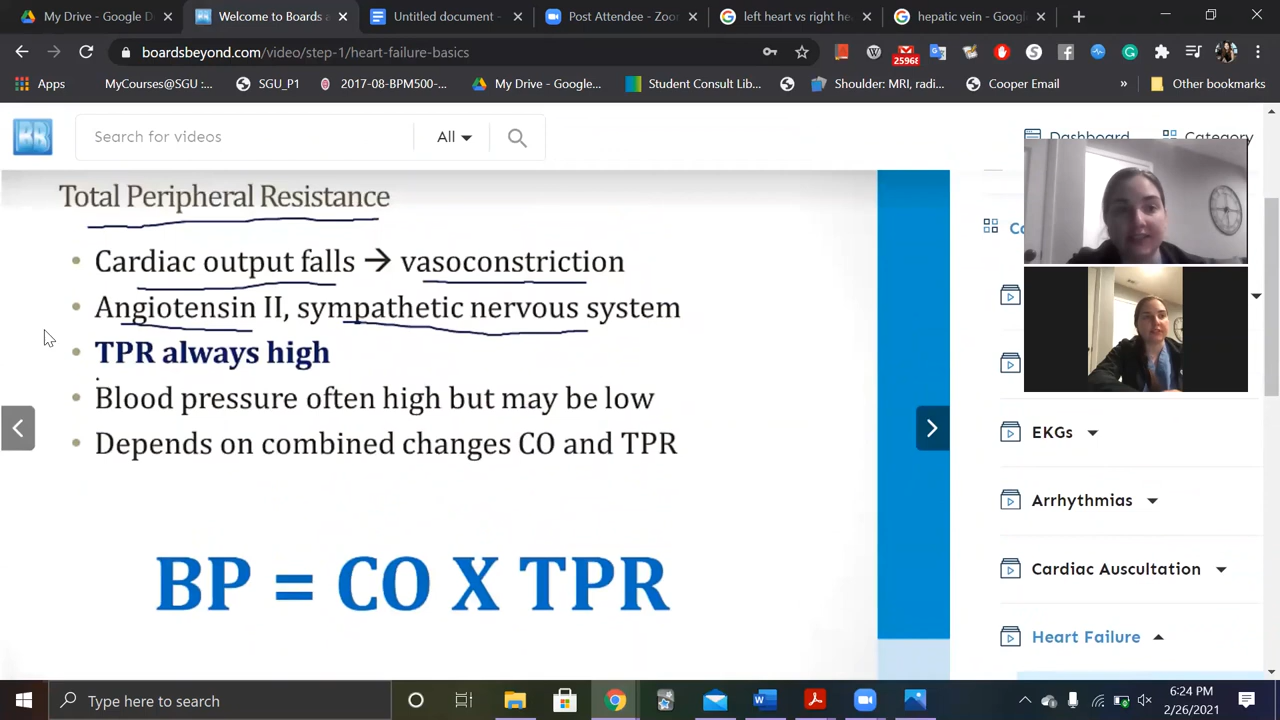 My Drive - Google D
Welcome to Boards a
Untitled document -
Post Attendee - Zoo
left heart vs right he
hepatic vein - Googl
boardsbeyond.com/video/step-1/heart-failure-basics
25968
Apps
MyCourses@SGU :...
SGU_P1
2017-08-BPM500-...
My Drive - Google...
Student Consult Lib...
Shoulder: MRI, radi...
Cooper Email
»
Other bookmarks
BB
Search for videos
All
Dashboard
Category
Total Peripheral Resistance
• Cardiac output falls → vasoconstriction
• Angiotensin II, sympathetic nervous system
• TPR always high
• Blood pressure often high but may be low
• Depends on combined changes CO and TPR
BP = CO X TPR
EKGs
Arrhythmias
Cardiac Auscultation
Heart Failure
Type here to search
6:24 PM
2/26/2021